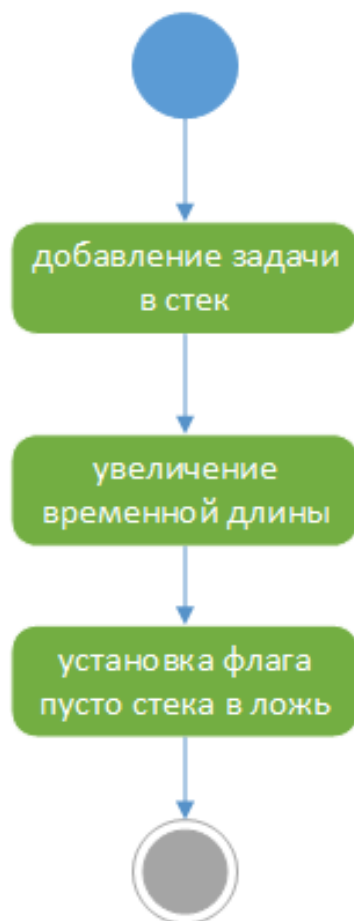 добавление задачи
в стек
увеличение
временной длины
установка флага
пусто стека в ложь